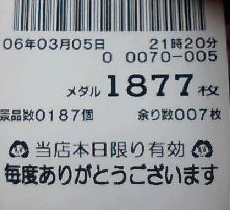 06年03月05日 21時20分
0 0070-005
メダル 1877 枚
景品数0187個 余り数007枚
当店本日限り有効
毎度ありがとうございます